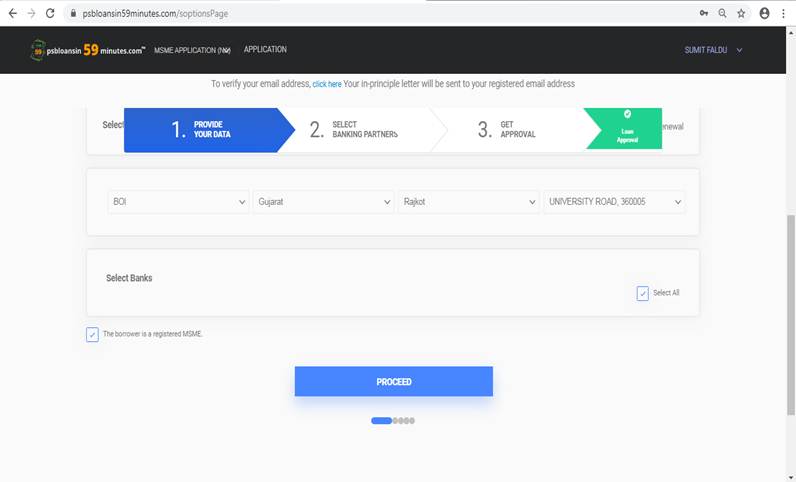 psbloansin59minutes.com/soptionsPage
psbloansin 59 minutes.com™ MSME APPLICATION APPLICATION SUMIT FALDU
To verify your email address, click here Your in-principle letter will be sent to your registered email address
Select
1. PROVIDE YOUR DATA
2. SELECT BANKING PARTNERS
3. GET APPROVAL
Loan
Approval
BOI Gujarat Rajkot UNIVERSITY ROAD, 360005
Select Banks
Select All
The borrower is a registered MSME.
PROCEED